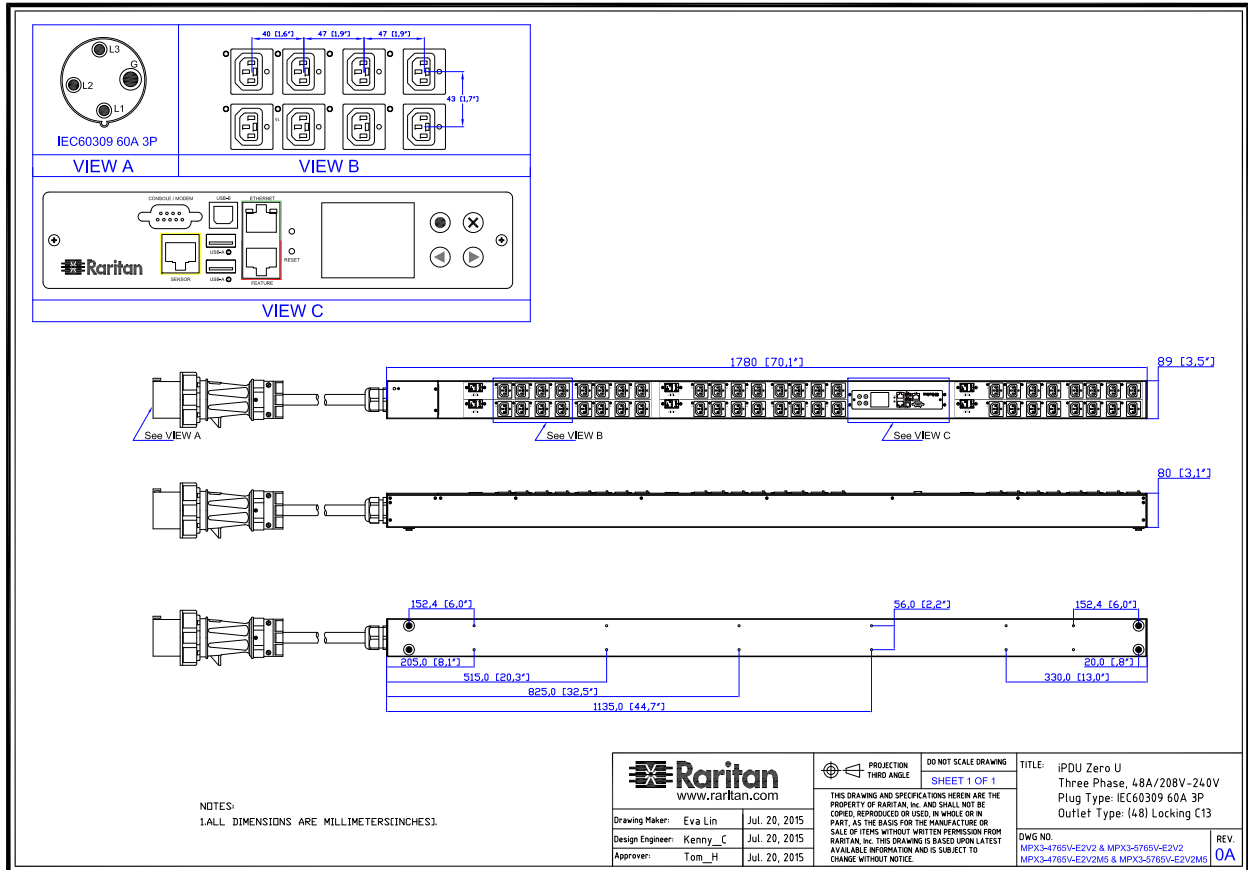 L3
G
L2
L1
IEC60309 60A 3P
VIEW A
40 [1,6"]
47 [1,9"]
47 [1,9"]
43 [1,7"]
VIEW B
CONSOLE / MODEM
USB-B
ETHERNET
Raritan
SENSOR
USB-A
USB-A
FEATURE
RESET
VIEW C
1780 [70,1"]
89 [3,5"]
See VIEW A
See VIEW B
See VIEW C
80 [3,1"]
152,4 [6,0"]
56,0 [2,2"]
152,4 [6,0"]
205,0 [8,1"]
20,0 [,8"]
515,0 [20,3"]
330,0 [13,0"]
825,0 [32,5"]
1135,0 [44,7"]
NOTES:
1.ALL DIMENSIONS ARE MILLIMETERS[INCHES].
Raritan
www.raritan.com
Drawing Maker: Eva Lin Jul. 20, 2015
Design Engineer: Kenny_C Jul. 20, 2015
Approver: Tom_H Jul. 20, 2015
PROJECTION
THIRD ANGLE
DO NOT SCALE DRAWING
SHEET 1 OF 1
THIS DRAWING AND SPECIFICATIONS HEREIN ARE THE
PROPERTY OF RARITAN, Inc. AND SHALL NOT BE
COPIED, REPRODUCED OR USED, IN WHOLE OR IN
PART, AS THE BASIS FOR THE MANUFACTURE OR
SALE OF ITEMS WITHOUT WRITTEN PERMISSION FROM
RARITAN, Inc. THIS DRAWING IS BASED UPON LATEST
AVAILABLE INFORMATION AND IS SUBJECT TO
CHANGE WITHOUT NOTICE.
TITLE: iPDU Zero U
Three Phase, 48A/208V-240V
Plug Type: IEC60309 60A 3P
Outlet Type: (48) Locking C13
DWG NO.
MPX3-4765V-E2V2 & MPX3-5765V-E2V2
MPX3-4765V-E2V2M5 & MPX3-5765V-E2V2M5
REV.
0A